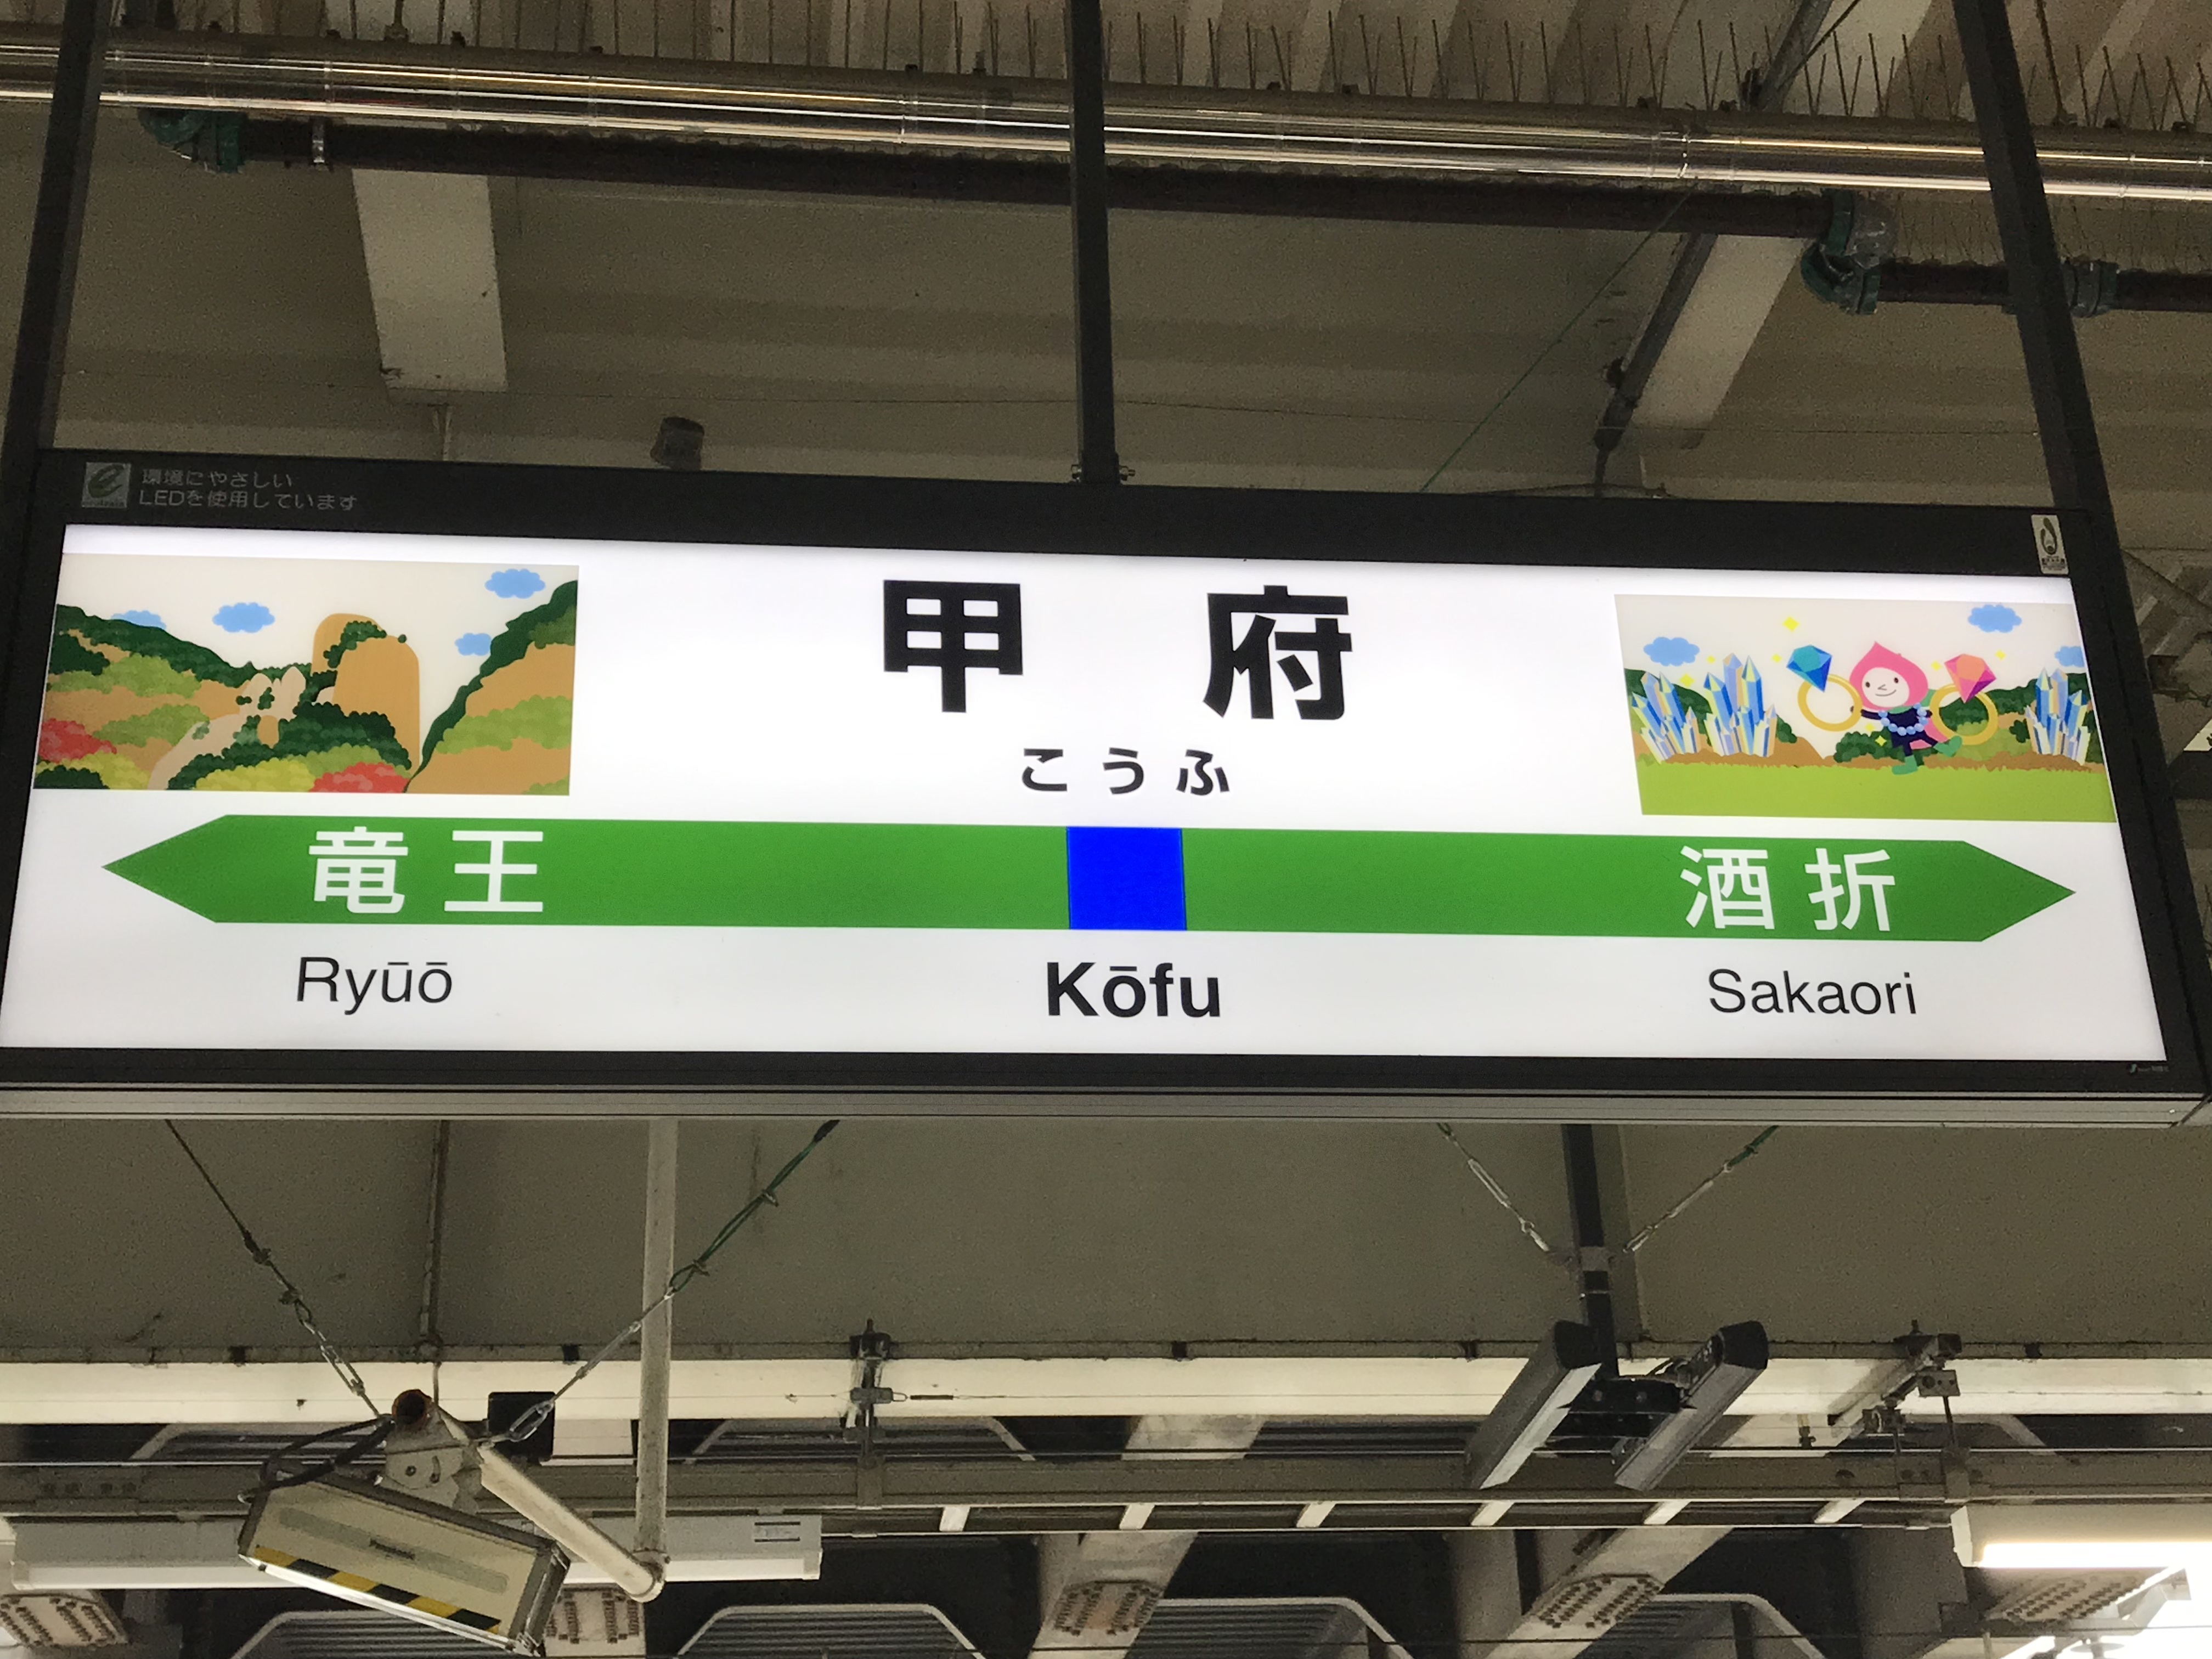 環境にやさしい
LEDを使用しています
甲府
こうふ
竜王
酒折
Ryūō
Kōfu
Sakaori
Panasonic